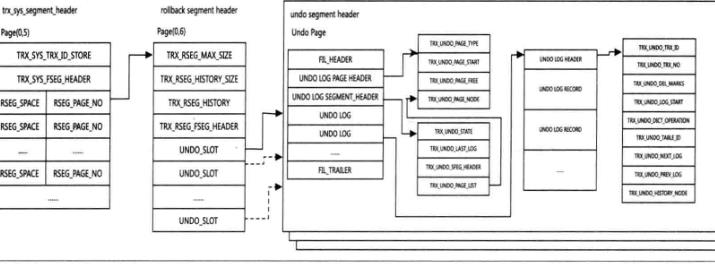 trx_sys_segment_header
Page(0,5)
TRX_SYS_TRX_ID_STORE
TRX_SYS_FSEG_HEADER
RSEG_SPACE RSEG_PAGE_NO
RSEG_SPACE RSEG_PAGE_NO
..... ......
RSEG_SPACE RSEG_PAGE_NO
......
rollback segment header
Page(0,6)
TRX_RSEG_MAX_SIZE
TRX_RSEG_HISTORY_SIZE
TRX_RSEG_HISTORY
TRX_RSEG_FSEG_HEADER
UNDO_SLOT
UNDO_SLOT
......
UNDO_SLOT
undo segment header
Undo Page
FIL_HEADER
UNDO LOG PAGE HEADER
UNDO LOG SEGMENT_HEADER
UNDO LOG
UNDO LOG
......
FIL_TRAILER
TRX_UNDO_PAGE_TYPE
TRX_UNDO_PAGE_START
TRX_UNDO_PAGE_FREE
TRX_UNDO_PAGE_NODE
TRX_UNDO_STATE
TRX_UNDO_LAST_LOG
TRX_UNDO_SFEG_HEADER
TRX_UNDO_PAGE_LIST
UNDO LOG HEADER
UNDO LOG RECORD
UNDO LOG RECORD
.....
TRX_UNDO_TRX_ID
TRX_UNDO_TRX_NO
TRX_UNDO_DEL_MARKS
TRX_UNDO_LOG_START
TRX_UNDO_DICT_OPERATION
TRX_UNDO_TABLE_ID
TRX_UNDO_NEXT_LOG
TRX_UNDO_PREV_LOG
TRX_UNDO_HISTORY_NODE